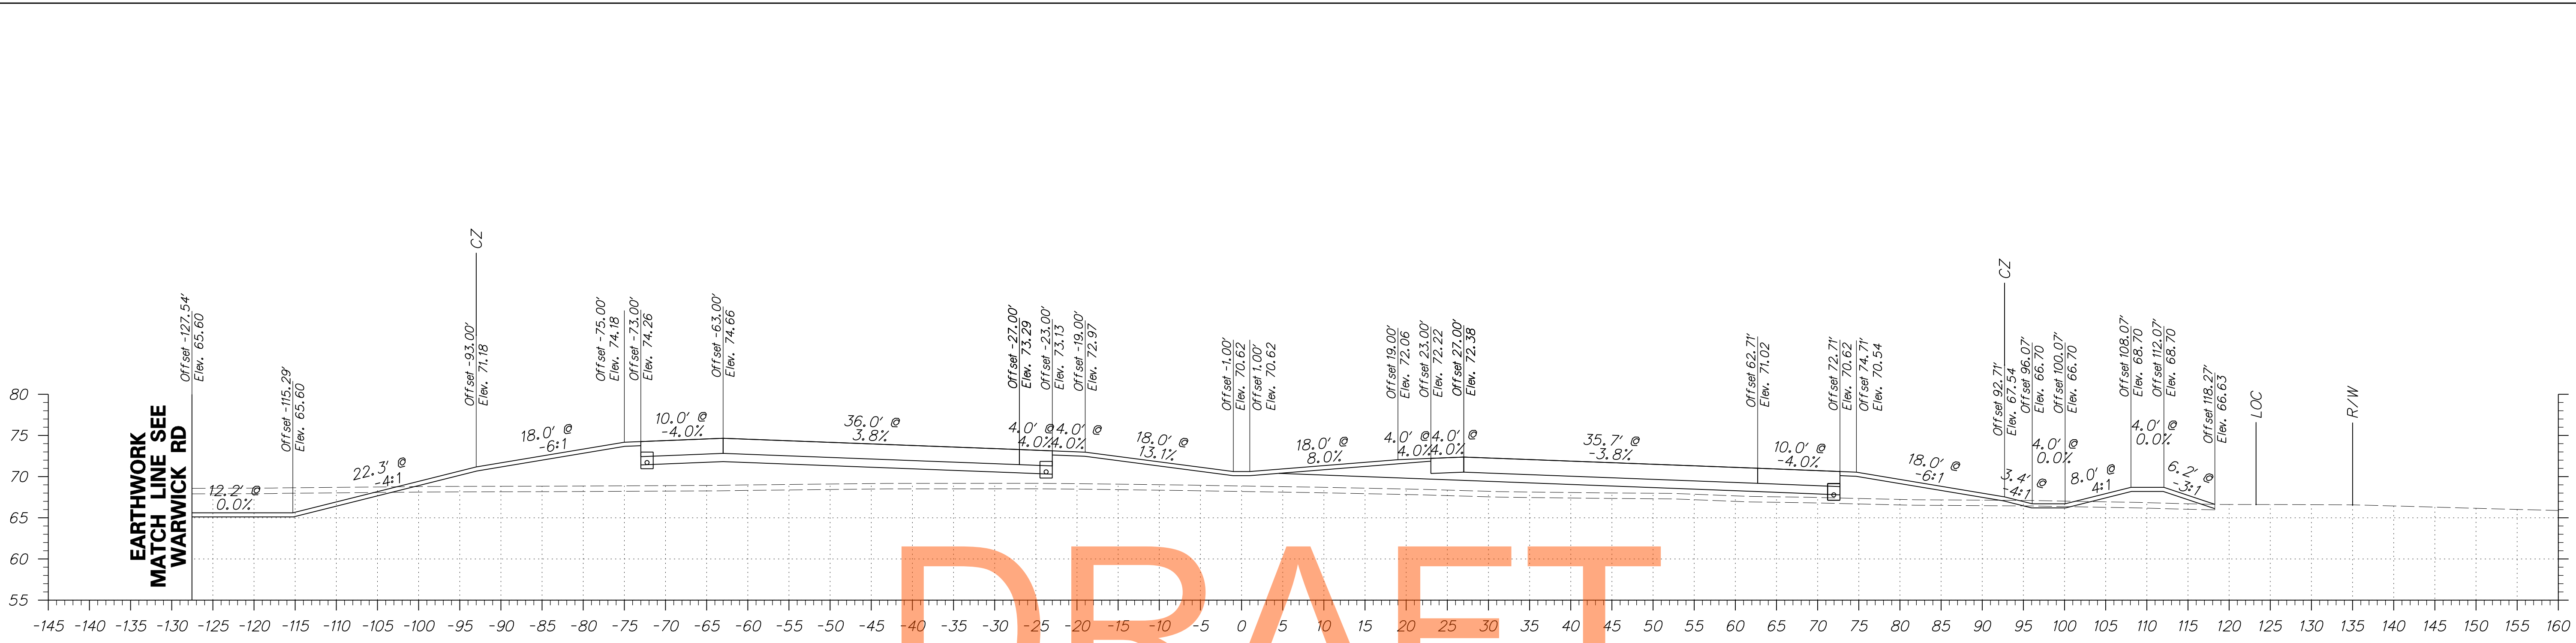 CZ
CZ
Offset -127.54'
Elev. 65.60
Offset -115.29'
Elev. 65.60
Offset -93.00'
Elev. 71.18
Offset -75.00'
Elev. 74.18
Offset -73.00'
Elev. 74.26
Offset -63.00'
Elev. 74.66
Offset -27.00'
Elev. 73.29
Offset -23.00'
Elev. 73.13
Offset -19.00'
Elev. 72.97
Offset -1.00'
Elev. 70.62
Offset 1.00'
Elev. 70.62
Offset 19.00'
Elev. 72.06
Offset 23.00'
Elev. 72.22
Offset 27.00'
Elev. 72.38
Offset 62.71'
Elev. 71.02
Offset 72.71'
Elev. 70.62
Offset 74.71'
Elev. 70.54
Offset 92.71'
Elev. 67.54
Offset 96.07'
Elev. 66.70
Offset 100.07'
Elev. 66.70
Offset 108.07'
Elev. 68.70
Offset 112.07'
Elev. 68.70
Offset 118.27'
Elev. 66.63
LOC
R/W
EARTHWORK
MATCH LINE SEE
WARWICK RD
12.2' @
0.0%
22.3' @
-4:1
18.0' @
-6:1
10.0' @
-4.0%
36.0' @
3.8%
4.0' @
4.0%
4.0' @
4.0%
18.0' @
13.1%
18.0' @
8.0%
4.0' @
4.0%
4.0' @
4.0%
35.7' @
-3.8%
10.0' @
-4.0%
18.0' @
-6:1
3.4' @
-4:1
4.0' @
0.0%
8.0' @
4:1
4.0' @
0.0%
6.2' @
-3:1
80
75
70
65
60
55
-145 -140 -135 -130 -125 -120 -115 -110 -105 -100 -95 -90 -85 -80 -75 -70 -65 -60 -55 -50 -45 -40 -35 -30 -25 -20 -15 -10 -5 0 5 10 15 20 25 30 35 40 45 50 55 60 65 70 75 80 85 90 95 100 105 110 115 120 125 130 135 140 145 150 155 160
DRAFT